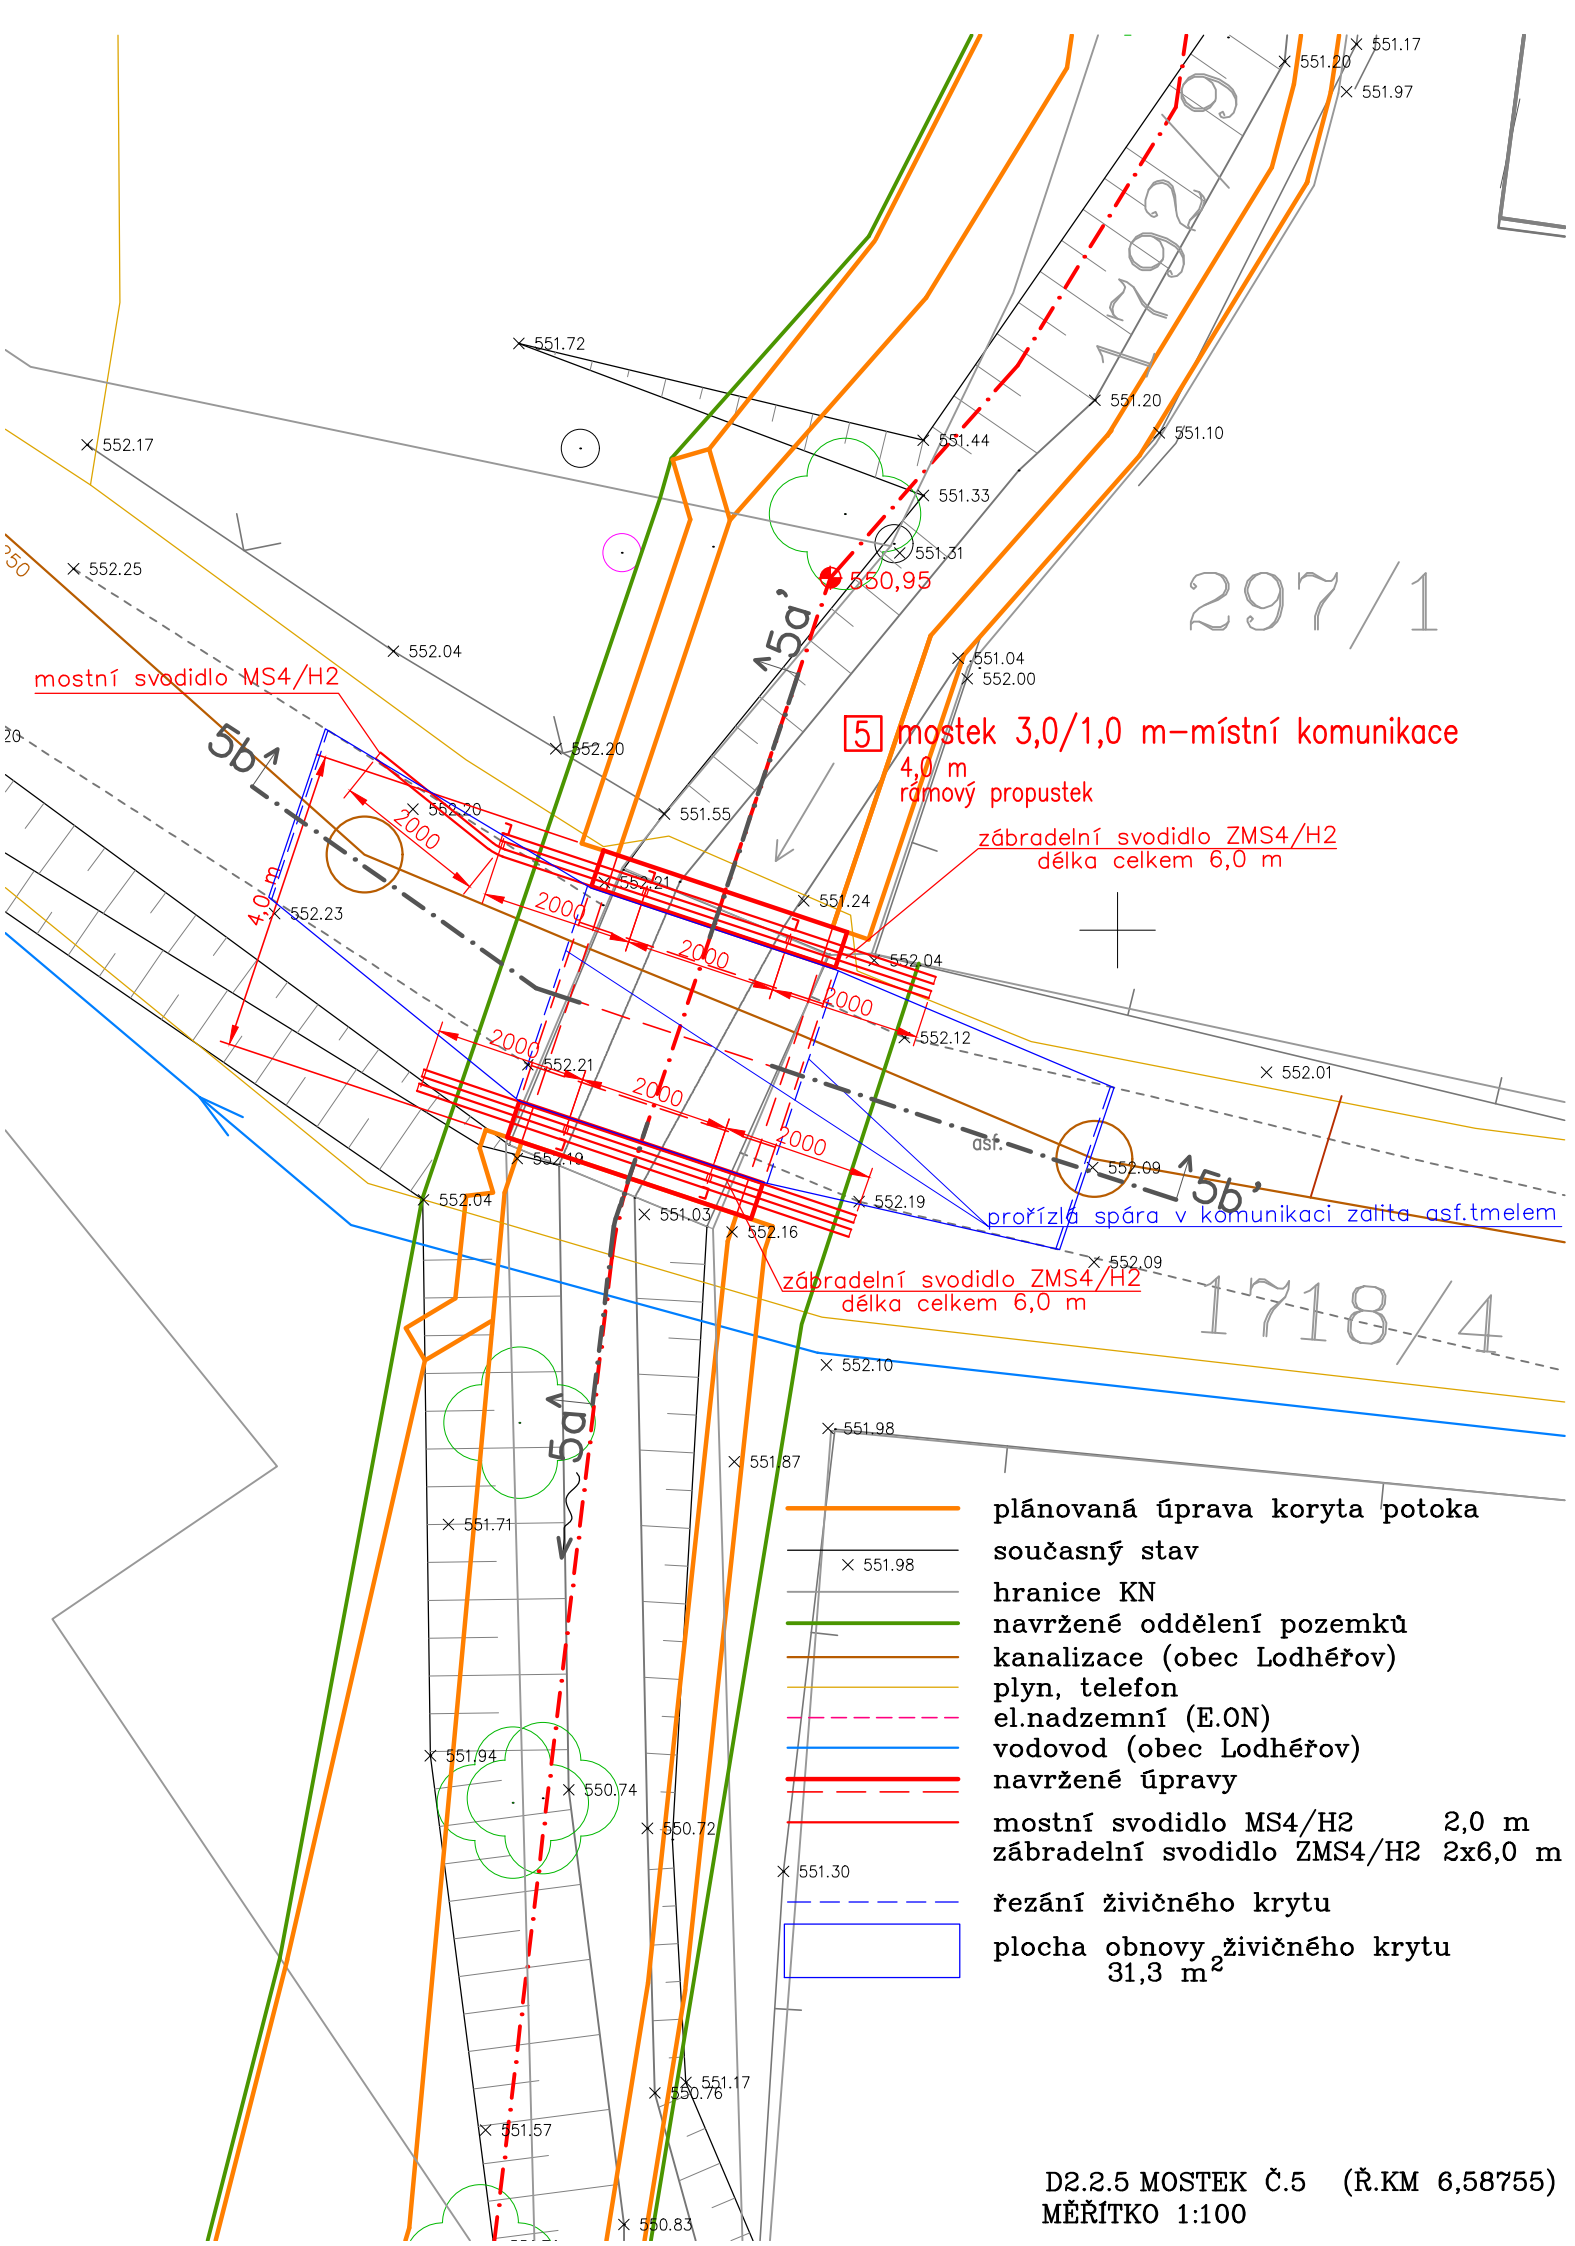 551.17
551.20
551.97
1792/9
551.72
551.20
551.44
551.10
552.17
551.33
551.31
552.25
550,95
250
297/1
5a'
552.04
551.04
mostní svodidlo MS4/H2
552.00
5 mostek 3,0/1,0 m-místní komunikace
20
5b
552.20
4,0 m
rámový propustek
552.20
551.55
2000
zábradelní svodidlo ZMS4/H2
délka celkem 6,0 m
552.21
551.24
4,0 m
552.23
2000
2000
552.04
2000
552.12
2000
552.21
552.01
2000
2000
asf.
552.19
552.09
552.04
5b'
552.19
551.03
prořízlá spára v komunikaci zalita asf.tmelem
552.16
552.09
zábradelní svodidlo ZMS4/H2
délka celkem 6,0 m
1718/4
552.10
5a
551.98
551.87
plánovaná úprava koryta potoka
551.71
současný stav
551.98
hranice KN
navržené oddělení pozemků
kanalizace (obec Lodhéřov)
plyn, telefon
el.nadzemní (E.ON)
551.94
vodovod (obec Lodhéřov)
550.74
navržené úpravy
550.72
mostní svodidlo MS4/H2 2,0 m
zábradelní svodidlo ZMS4/H2 2x6,0 m
551.30
řezání živičného krytu
plocha obnovy živičného krytu
31,3 m²
551.17
550.76
551.57
D2.2.5 MOSTEK Č.5 (Ř.KM 6,58755)
MĚŘÍTKO 1:100
550.83